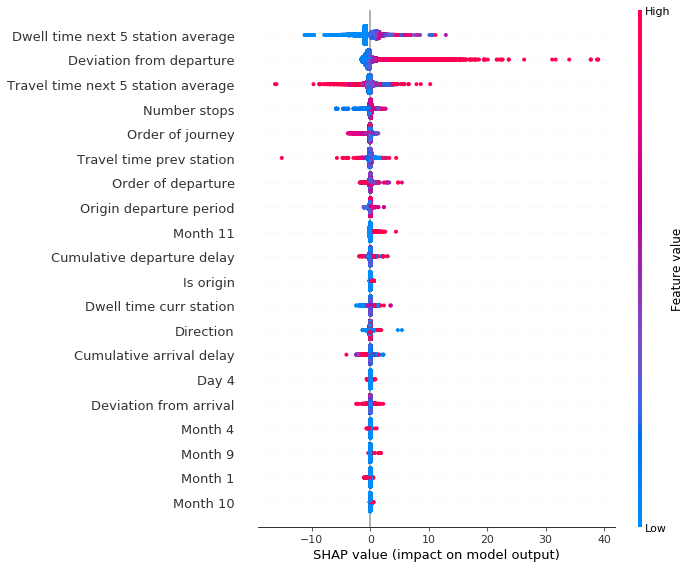 High
Dwell time next 5 station average
Deviation from departure
Travel time next 5 station average
Number stops
Order of journey
Travel time prev station
Order of departure
Origin departure period
Month 11
Cumulative departure delay
Is origin
Dwell time curr station
Direction
Cumulative arrival delay
Day 4
Deviation from arrival
Month 4
Month 9
Month 1
Month 10
Feature value
Low
−10 0 10 20 30 40
SHAP value (impact on model output)